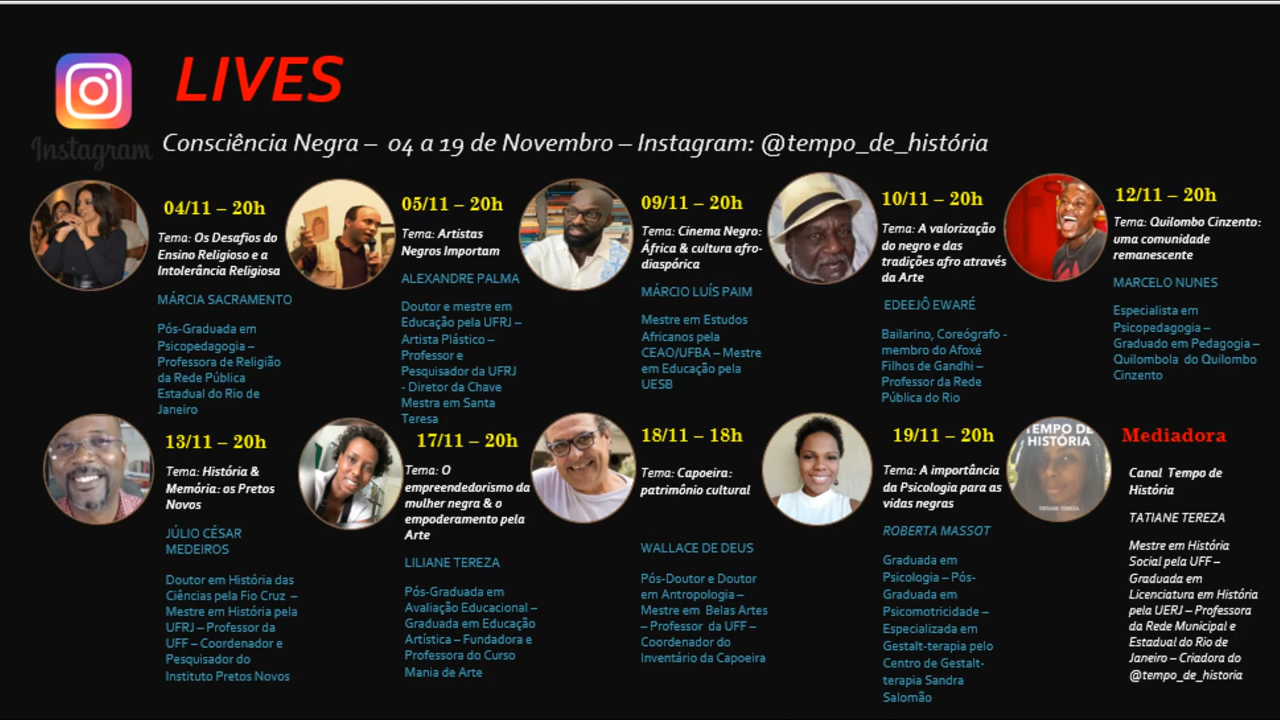 LIVES
Instagram
Consciência Negra – 04 a 19 de Novembro – Instagram: @tempo_de_história
04/11 – 20h
Tema: Os Desafios do
Ensino Religioso e a
Intolerância Religiosa
MÁRCIA SACRAMENTO
Pós-Graduada em
Psicopedagogia –
Professora de Religião
da Rede Pública
Estadual do Rio de
Janeiro
05/11 – 20h
Tema: Artistas
Negros Importam
ALEXANDRE PALMA
Doutor e mestre em
Educação pela UFRJ –
Artista Plástico –
Professor e
Pesquisador da UFRJ
- Diretor da Chave
Mestra em Santa
Teresa
09/11 – 20h
Tema: Cinema Negro:
África & cultura afro-
diaspórica
MÁRCIO LUÍS PAIM
Mestre em Estudos
Africanos pela
CEAO/UFBA – Mestre
em Educação pela
UESB
10/11 – 20h
Tema: A valorização
do negro e das
tradições afro através
da Arte
EDEEJÔ EWARÉ
Bailarino, Coreógrafo -
membro do Afoxé
Filhos de Gandhi –
Professor da Rede
Pública do Rio
12/11 – 20h
Tema: Quilombo Cinzento:
uma comunidade
remanescente
MARCELO NUNES
Especialista em
Psicopedagogia –
Graduado em Pedagogia –
Quilombola do Quilombo
Cinzento
13/11 – 20h
Tema: História &
Memória: os Pretos
Novos
JÚLIO CÉSAR
MEDEIROS
Doutor em História das
Ciências pela Fio Cruz –
Mestre em História pela
UFRJ – Professor da
UFF – Coordenador e
Pesquisador do
Instituto Pretos Novos
17/11 – 20h
Tema: O
empreendedorismo da
mulher negra & o
empoderamento pela
Arte
LILIANE TEREZA
Pós-Graduada em
Avaliação Educacional –
Graduada em Educação
Artística – Fundadora e
Professora do Curso
Mania de Arte
18/11 – 18h
Tema: Capoeira:
patrimônio cultural
WALLACE DE DEUS
Pós-Doutor e Doutor
em Antropologia –
Mestre em Belas Artes
– Professor da UFF –
Coordenador do
Inventário da Capoeira
19/11 – 20h
Tema: A importância
da Psicologia para as
vidas negras
ROBERTA MASSOT
Graduada em
Psicologia – Pós-
Graduada em
Psicomotricidade –
Especializada em
Gestalt-terapia pelo
Centro de Gestalt-
terapia Sandra
Salomão
TEMPO DE
HISTÓRIA
TATIANE TEREZA
Mediadora
Canal Tempo de
História
TATIANE TEREZA
Mestre em História
Social pela UFF –
Graduada em
Licenciatura em História
pela UERJ – Professora
da Rede Municipal e
Estadual do Rio de
Janeiro – Criadora do
@tempo_de_historia